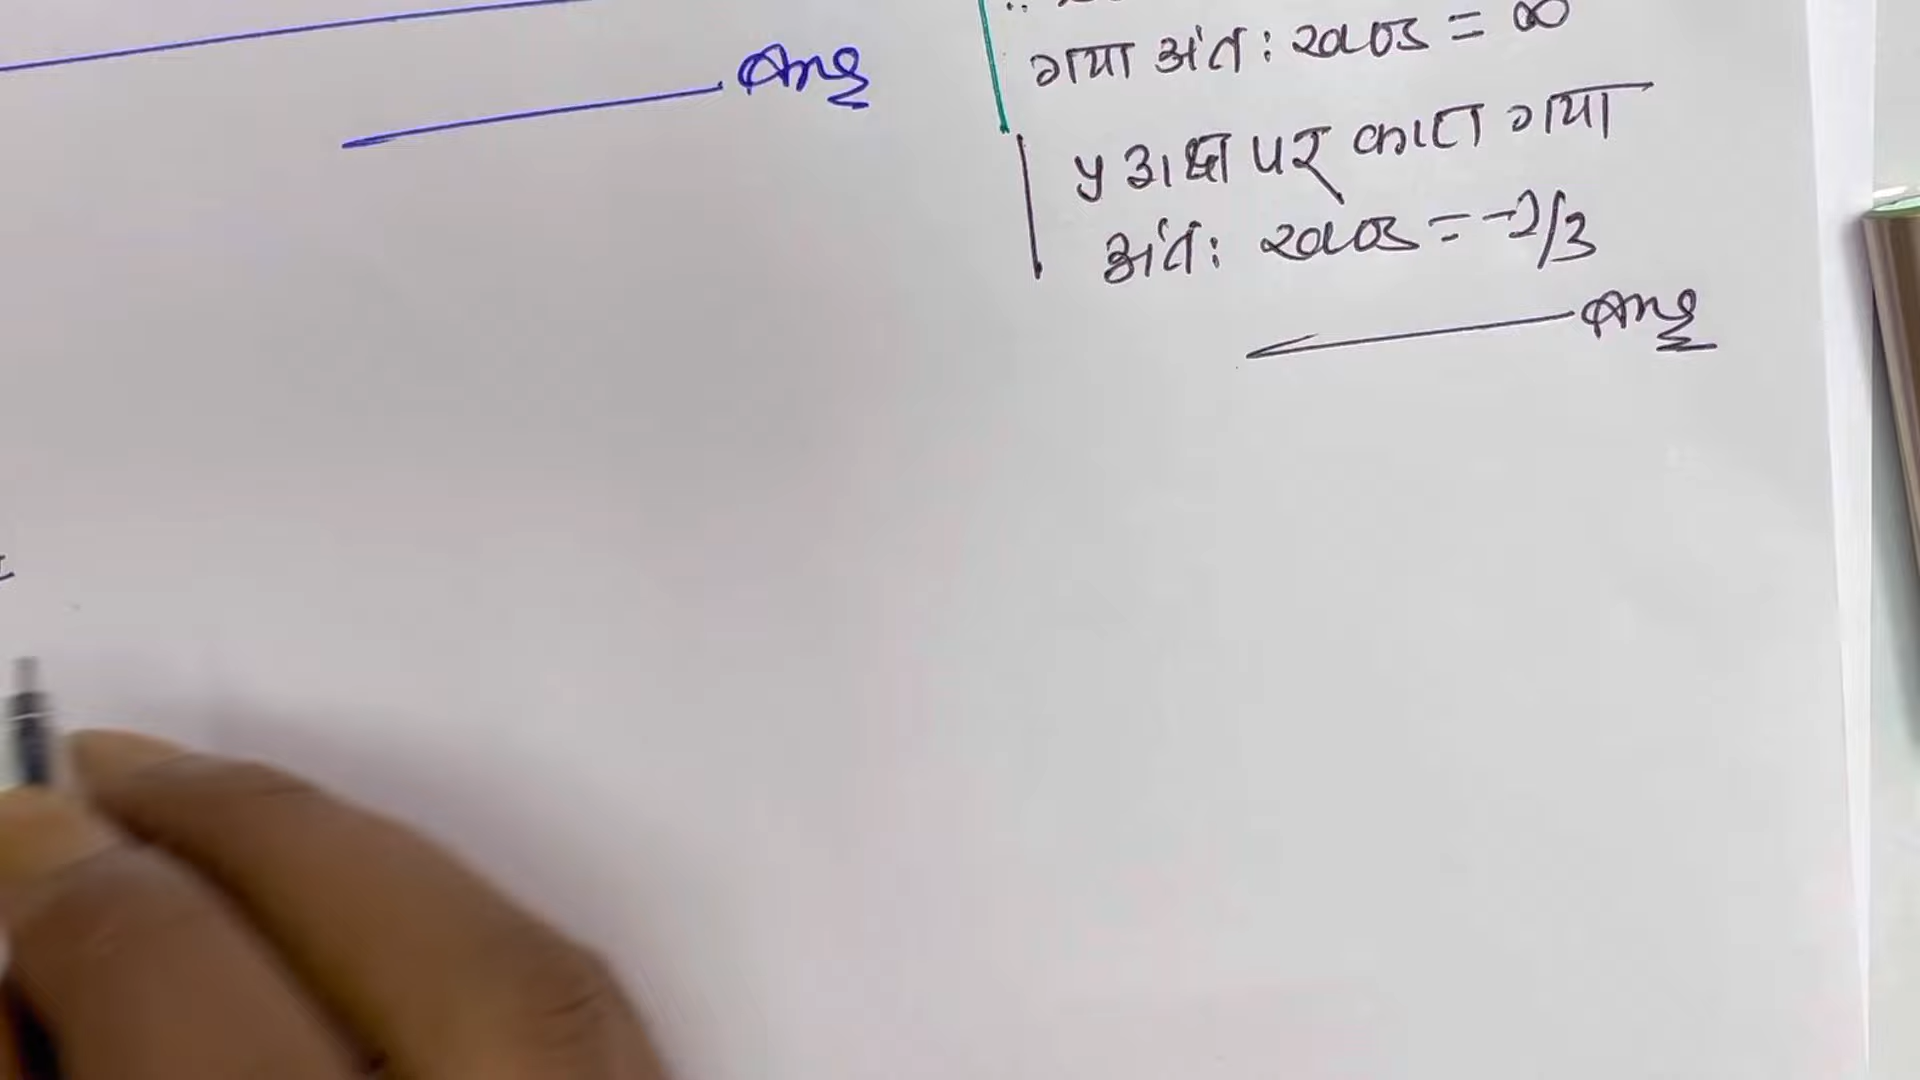 Ans
गया अंत: खण्ड = ∞
y अक्ष पर काटा गया
अंत: खण्ड = -2/3
Ans